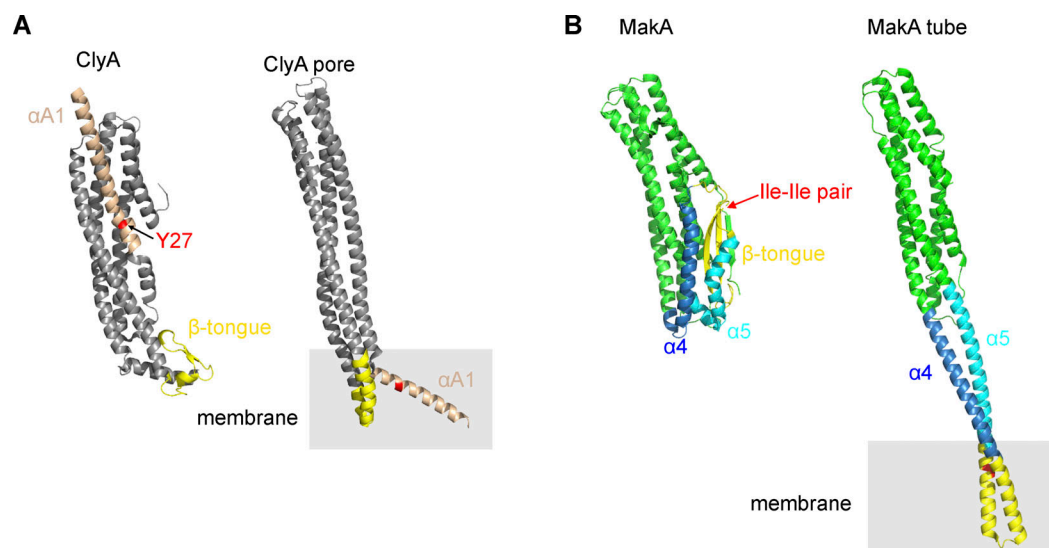 A
ClyA
ClyA pore
αA1
Y27
β-tongue
αA1
membrane
B
MakA
MakA tube
Ile-Ile pair
β-tongue
α5
α4
α5
α4
membrane